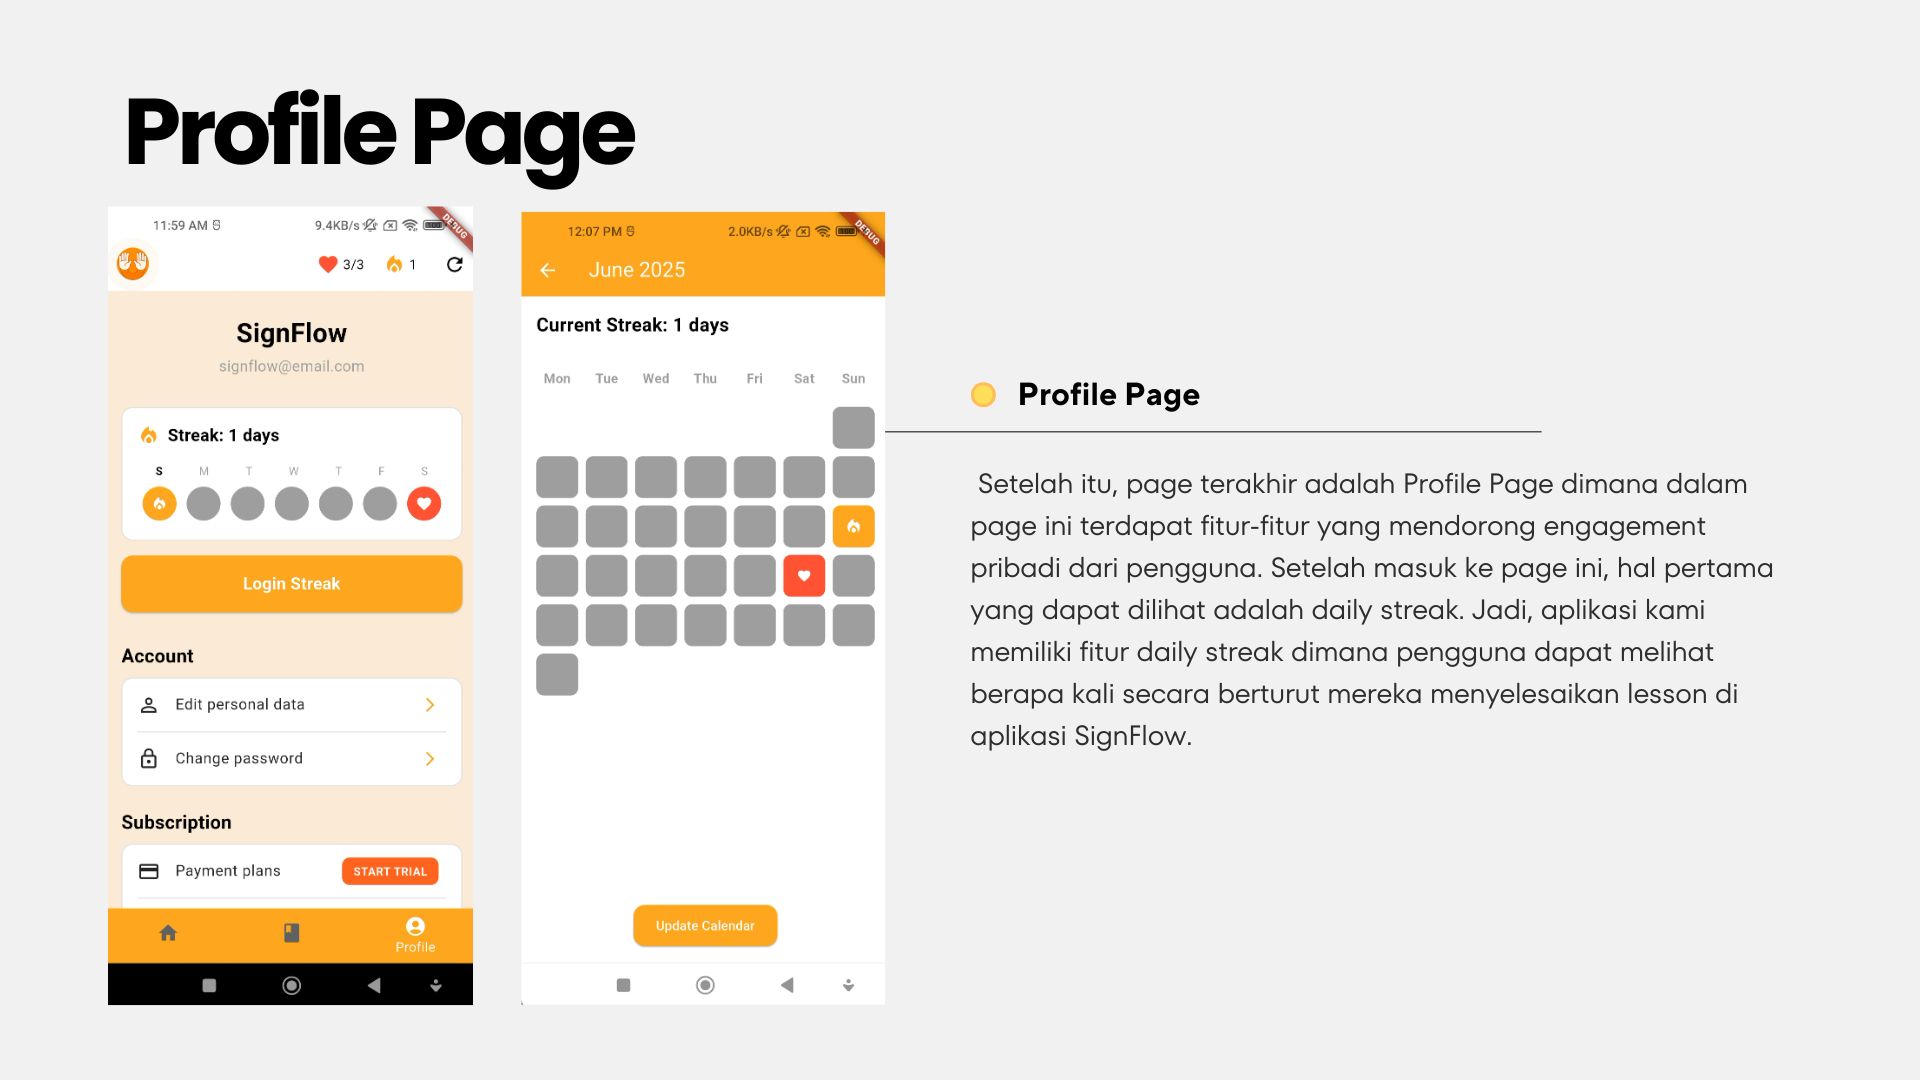 Profile Page
11:59 AM
9.4KB/s
DEBUG
3/3
1
SignFlow
signflow@email.com
Streak: 1 days
S M T W T F S
Login Streak
Account
Edit personal data
Change password
Subscription
Payment plans
START TRIAL
Profile
12:07 PM
2.0KB/s
DEBUG
June 2025
Current Streak: 1 days
Mon Tue Wed Thu Fri Sat Sun
Update Calendar
Profile Page
Setelah itu, page terakhir adalah Profile Page dimana dalam
page ini terdapat fitur-fitur yang mendorong engagement
pribadi dari pengguna. Setelah masuk ke page ini, hal pertama
yang dapat dilihat adalah daily streak. Jadi, aplikasi kami
memiliki fitur daily streak dimana pengguna dapat melihat
berapa kali secara berturut mereka menyelesaikan lesson di
aplikasi SignFlow.